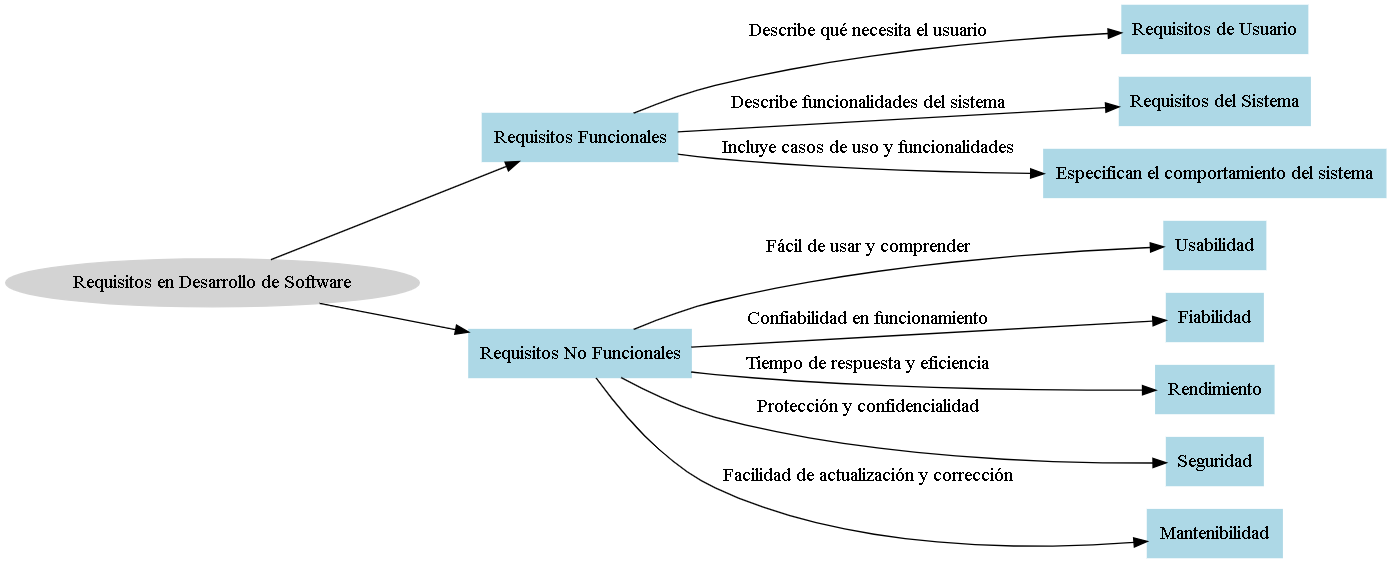 Describe qué necesita el usuario
Requisitos de Usuario
Describe funcionalidades del sistema
Requisitos del Sistema
Requisitos Funcionales
Incluye casos de uso y funcionalidades
Especifican el comportamiento del sistema
Fácil de usar y comprender
Usabilidad
Requisitos en Desarrollo de Software
Confiabilidad en funcionamiento
Fiabilidad
Requisitos No Funcionales
Tiempo de respuesta y eficiencia
Rendimiento
Protección y confidencialidad
Seguridad
Facilidad de actualización y corrección
Mantenibilidad